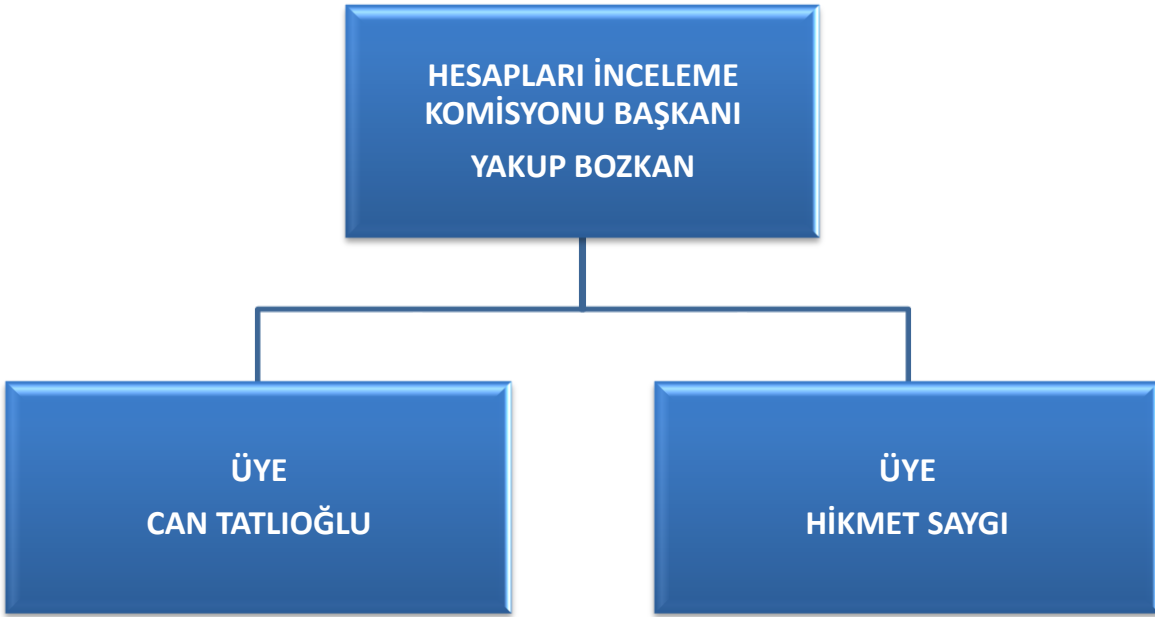 HESAPLARI İNCELEME
KOMİSYONU BAŞKANI
YAKUP BOZKAN
ÜYE
CAN TATLIOĞLU
ÜYE
HİKMET SAYGI